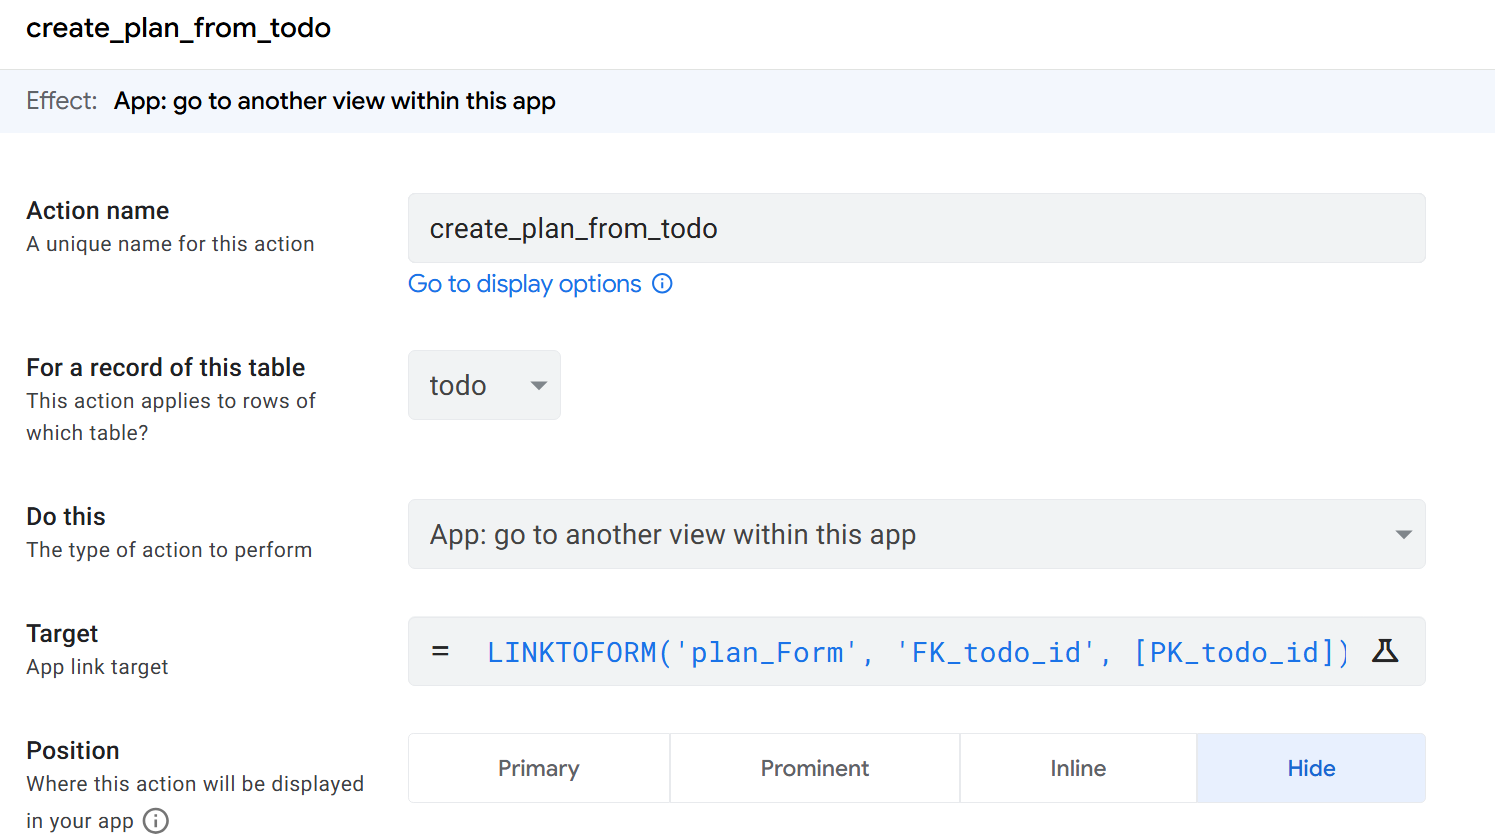 create_plan_from_todo
Effect: App: go to another view within this app
Action name
A unique name for this action
create_plan_from_todo
Go to display options
For a record of this table
This action applies to rows of
which table?
todo
Do this
The type of action to perform
App: go to another view within this app
Target
App link target
= LINKTOFORM('plan_Form', 'FK_todo_id', [PK_todo_id])
Position
Where this action will be displayed
in your app
Primary Prominent Inline Hide